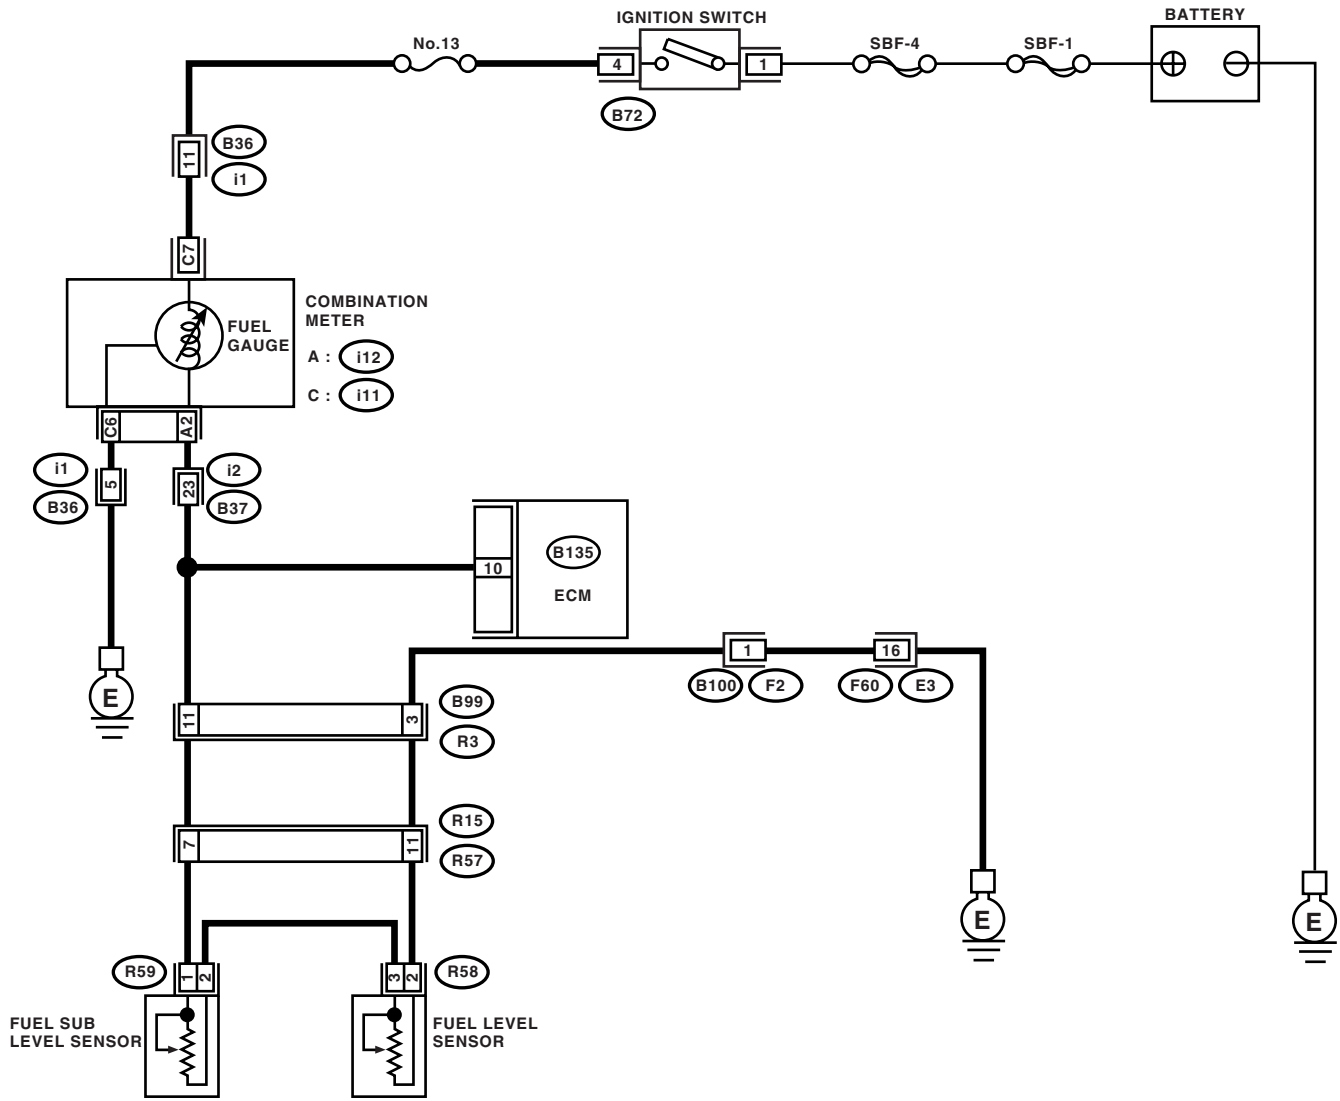 IGNITION SWITCH
BATTERY
No.13
SBF-4
SBF-1
4
1
B72
11
B36
i1
C7
COMBINATION
METER
FUEL
GAUGE
A : i12
C : i11
C6
A2
i1
5
23
i2
B36
B37
B135
10
ECM
1
16
B100
F2
F60
E3
E
11
3
B99
R3
R15
7
11
R57
E
E
R59
1
2
3
2
R58
FUEL SUB
LEVEL SENSOR
FUEL LEVEL
SENSOR